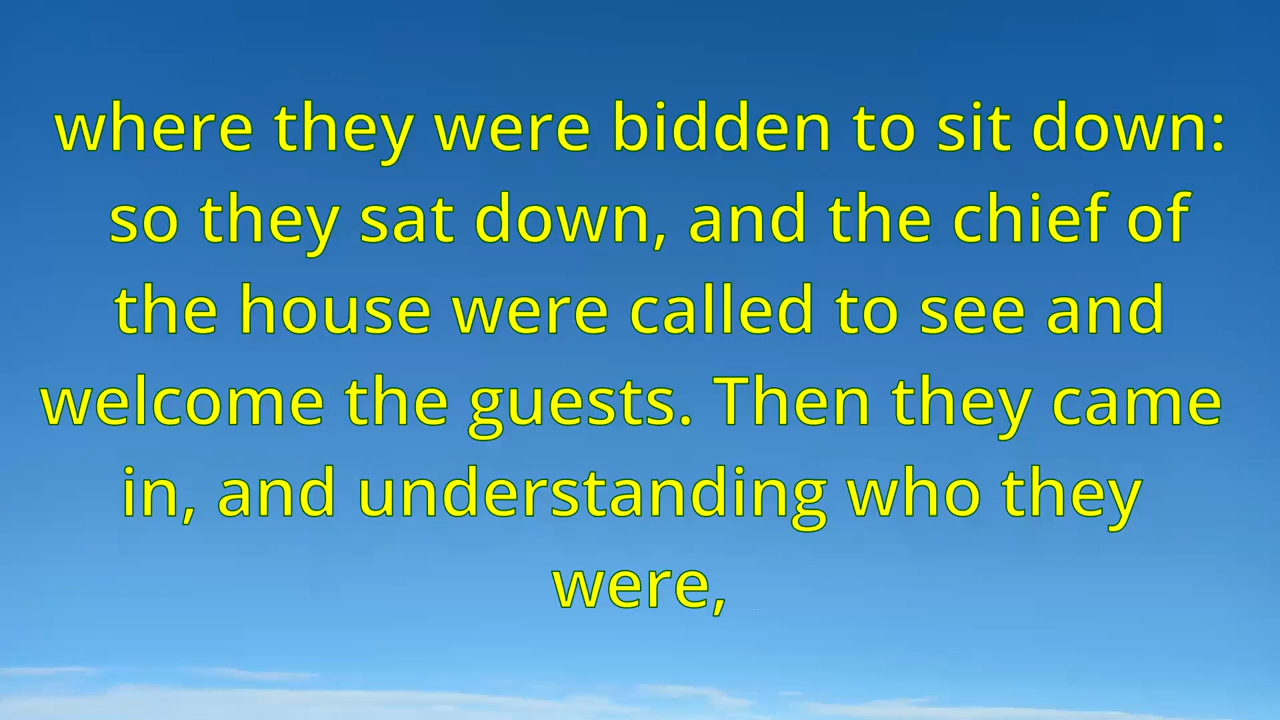 where they were bidden to sit down:
so they sat down, and the chief of
the house were called to see and
welcome the guests. Then they came
in, and understanding who they
were,